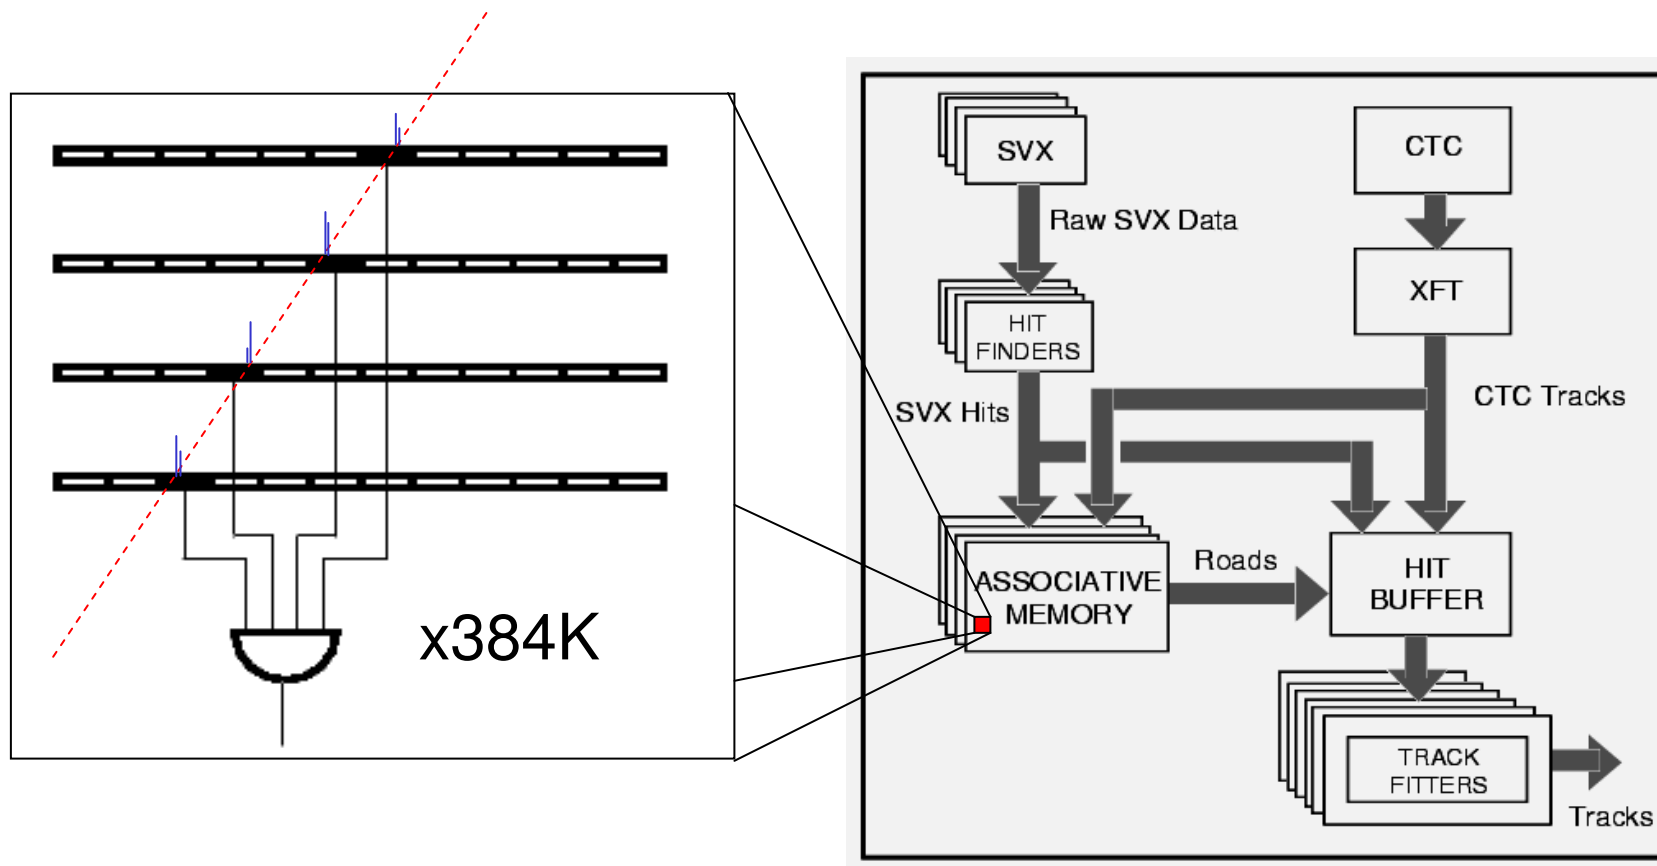 x384K
SVX
CTC
Raw SVX Data
XFT
HIT
FINDERS
SVX Hits
CTC Tracks
ASSOCIATIVE
MEMORY
Roads
HIT
BUFFER
TRACK
FITTERS
Tracks